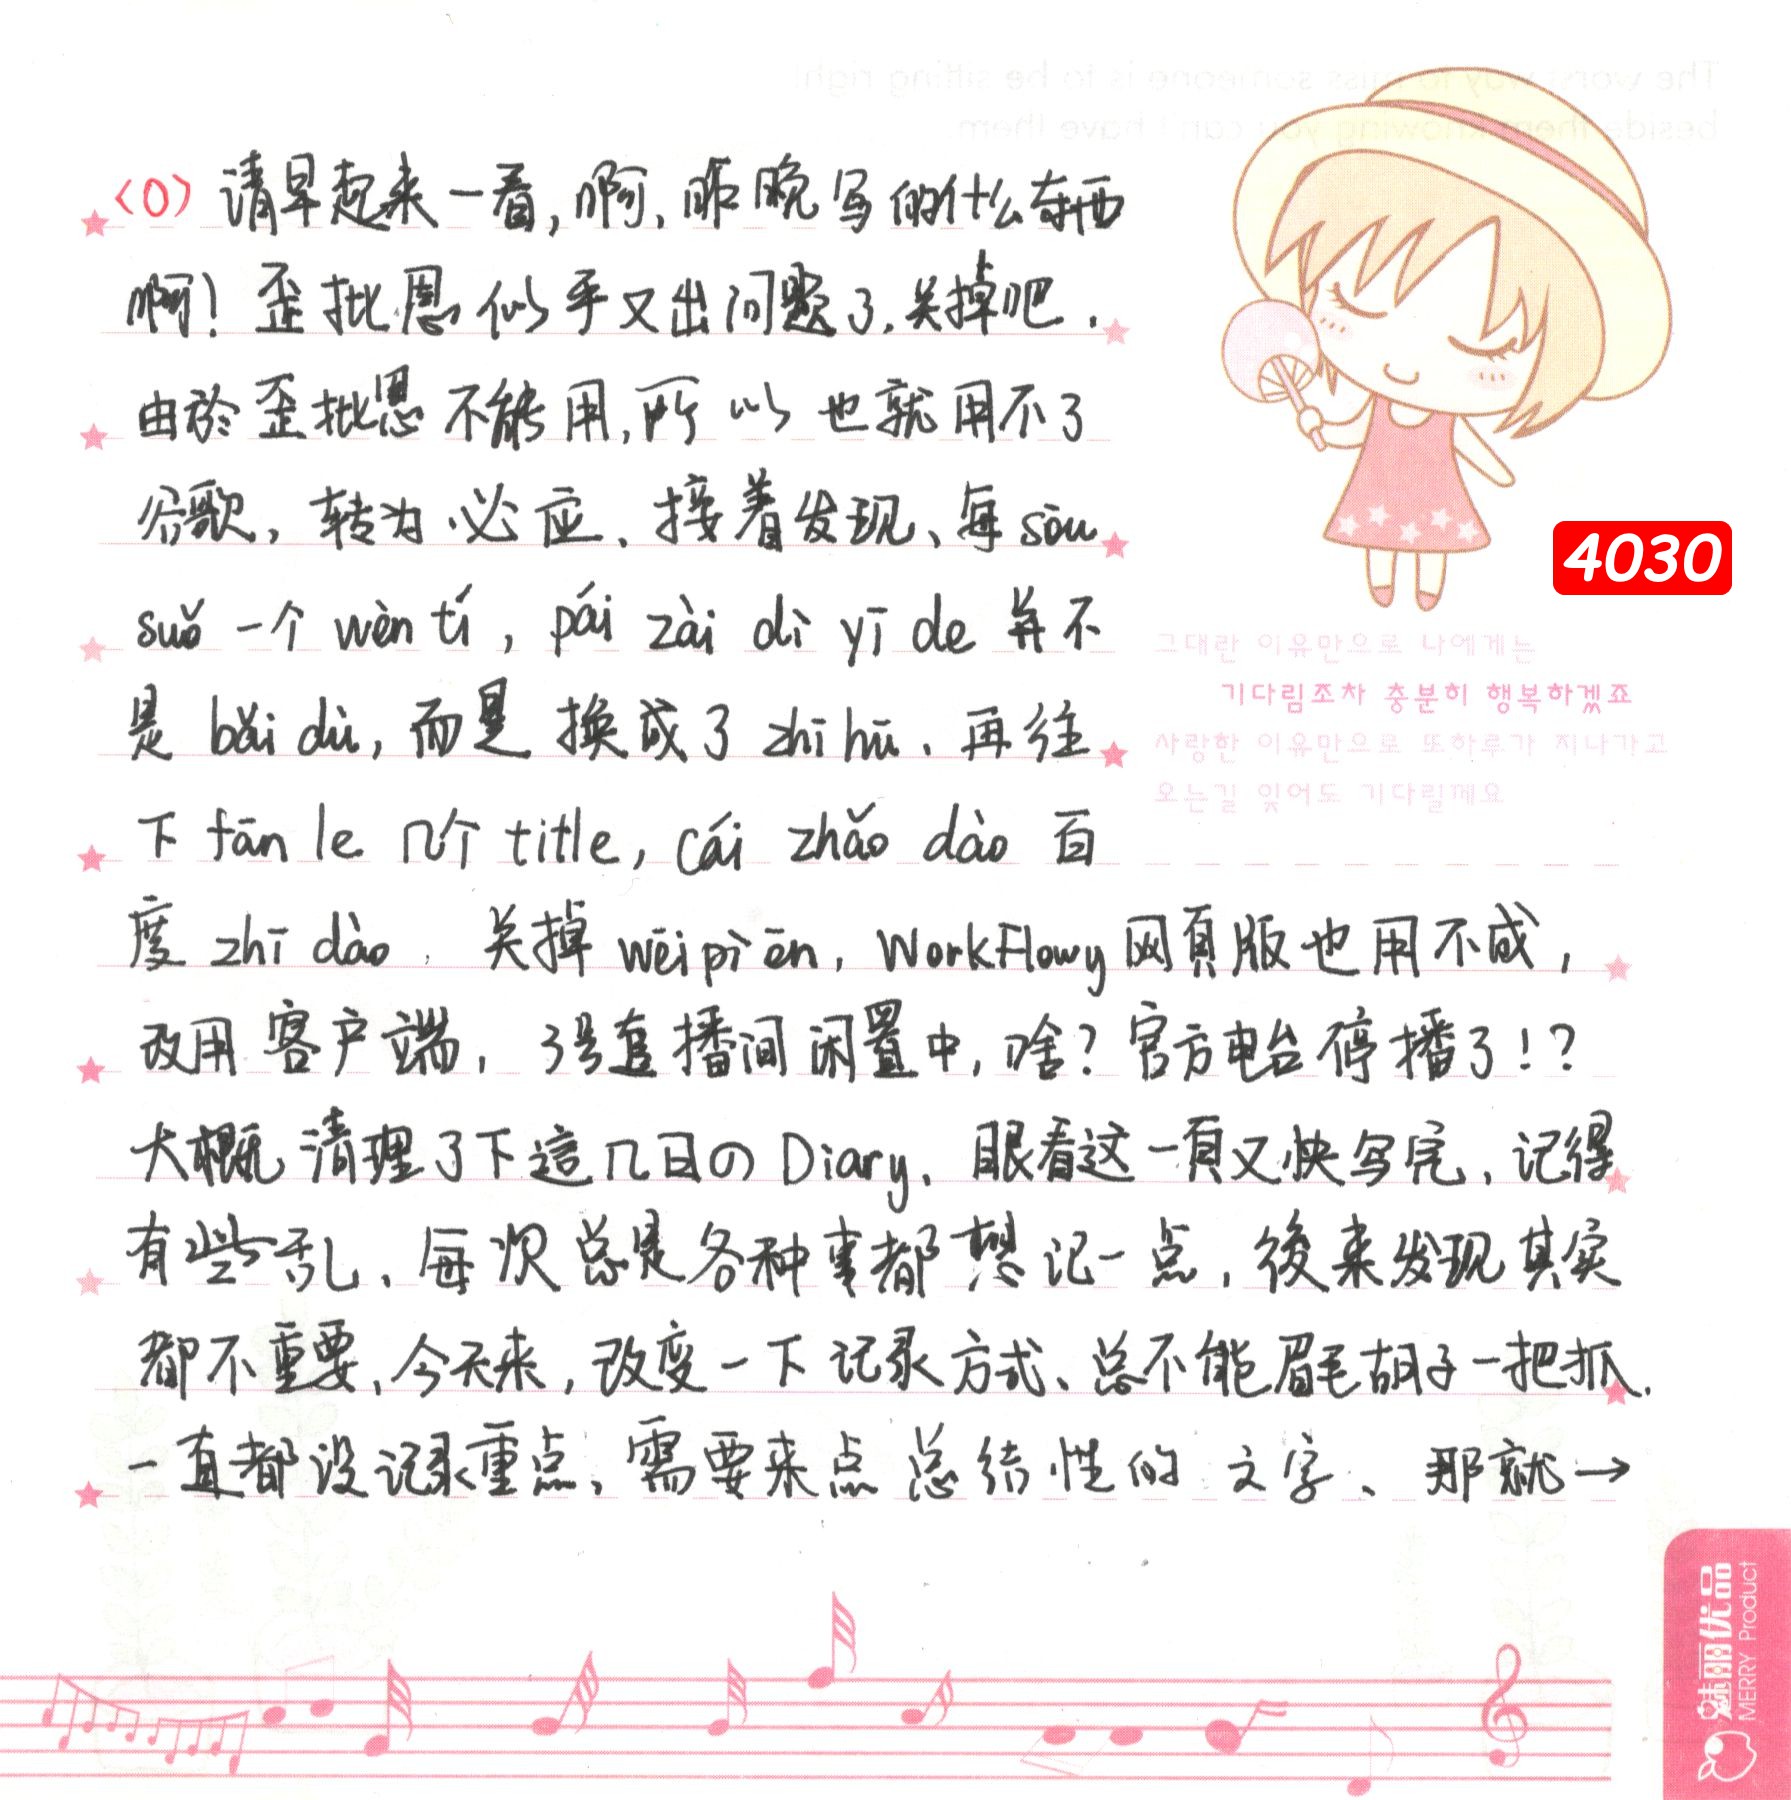 <0> 请早起来一看,啊、昨晚写的什么东西
啊! 歪批恩似乎又出问题了.关掉吧.
由於歪批恩不能用,所以也就用不了
谷歌, 转为必应、接着发现、每 sōu
suǒ 一个 wèn tí, pái zài dì yī de 并不
是 bǎi dù, 而是换成了 zhī hū. 再往
下 fān le 几个 title, cái zhǎo dào 百
度 zhī dào. 关掉 wēi pī ēn, WorkFlowy 网頁版也用不成,
改用客户端, 3号直播间闲置中,啥? 官方电台停播了!?
大概清理了下這几日の Diary、眼看这一頁又快写完、记得
有些乱、每次总是各种事都想记一点,後来发现其实
都不重要、今天来,改变一下记录方式、总不能眉毛胡子一把抓.
一直都没记录重点、需要来点总结性的文字、那就→
4030
그대란 이유만으로 나에게는
기다림조차 충분히 행복하겠죠
사랑한 이유만으로 또하루가 지나가고
오는길 잊어도 기다릴께요
The worst way to miss someone is to be sitting right
beside them knowing you can't have them.
魅丽优品
MERRY Product